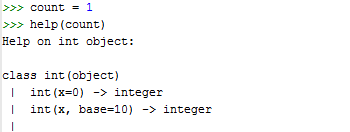 >>> count = 1
>>> help(count)
Help on int object:

class int(object)
 |  int(x=0) -> integer
 |  int(x, base=10) -> integer
 |